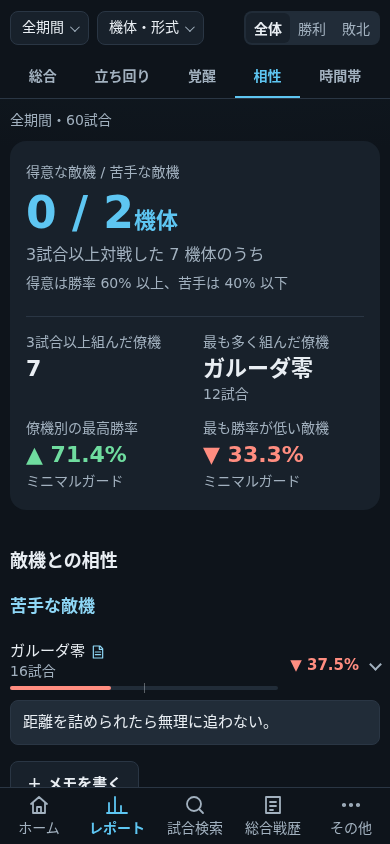 全期間
機体・形式
全体 勝利 敗北
総合 立ち回り 覚醒 相性 時間帯
全期間・60試合
得意な敵機 / 苦手な敵機
0 / 2機体
3試合以上対戦した 7 機体のうち
得意は勝率 60% 以上、苦手は 40% 以下
3試合以上組んだ僚機
7
最も多く組んだ僚機
ガルーダ零
12試合
僚機別の最高勝率
▲ 71.4%
ミニマルガード
最も勝率が低い敵機
▼ 33.3%
ミニマルガード
敵機との相性
苦手な敵機
ガルーダ零
16試合
▼ 37.5%
距離を詰められたら無理に追わない。
＋ メモを書く
ホーム レポート 試合検索 総合戦歴 その他